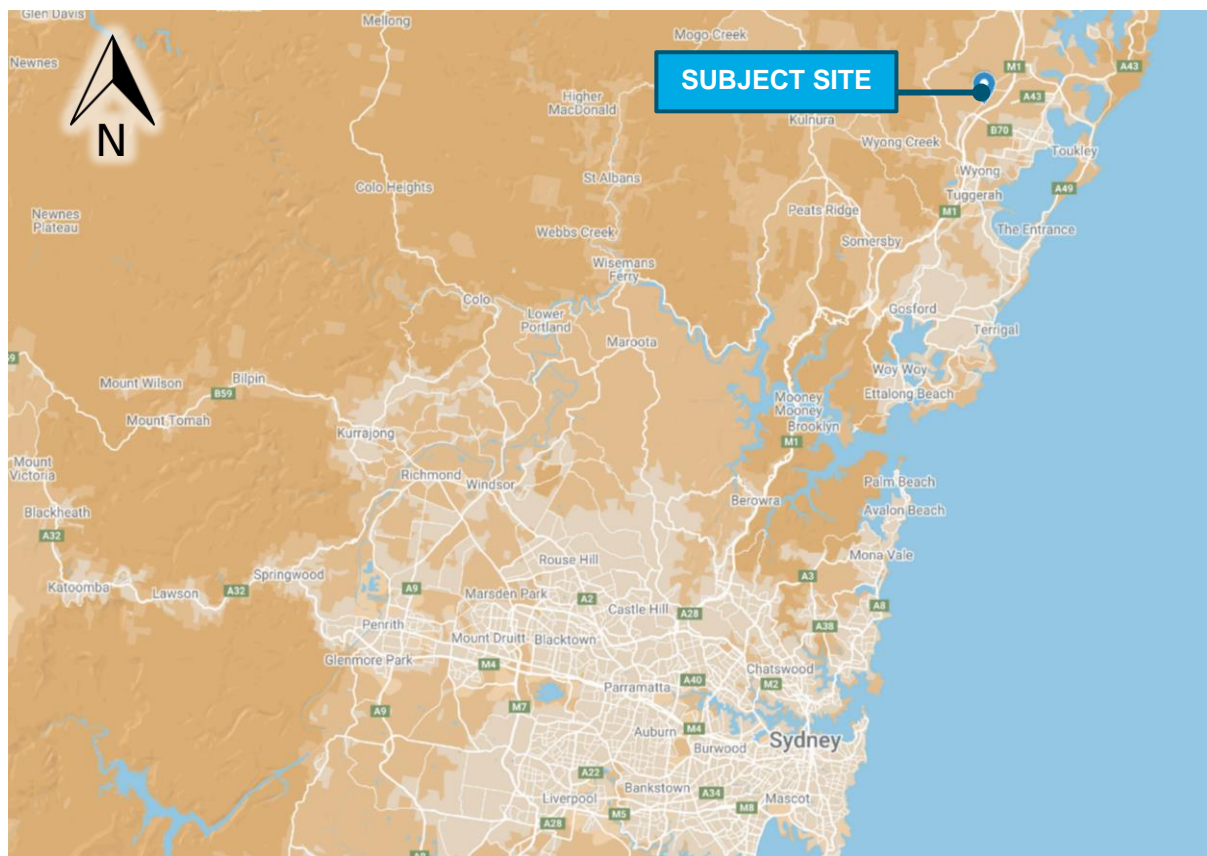 Glen Davis
Mellong
Mogo Creek
A43
M1
Newnes
SUBJECT SITE
Higher
MacDonald
A43
Kulnura
B70
N
Wyong Creek
Toukley
Wyong
St Albans
Colo Heights
A49
Tuggerah
Newnes
Plateau
Peats Ridge
M1
Webbs Creek
The Entrance
Somersby
Wisemans
Ferry
Colo
Lower
Portland
Gosford
Terrigal
Maroota
Woy Woy
Mount Wilson
Bilpin
B59
Ettalong Beach
Mooney
Mooney
Mount Tomah
Brooklyn
Kurrajong
M1
Mount
Victoria
Richmond
Windsor
Palm Beach
Berowra
Blackheath
Avalon Beach
A32
Mona Vale
Rouse Hill
Springwood
A3
Katoomba
Lawson
A32
A9
Marsden Park
A2
Castle Hill
A28
A8
Penrith
A38
Mount Druitt
Blacktown
Glenmore Park
M4
Chatswood
A40
M2
Parramatta
M7
A9
Auburn
M4
Burwood
Sydney
A22
Bankstown
A34
Liverpool
Mascot
M8
M5
A28